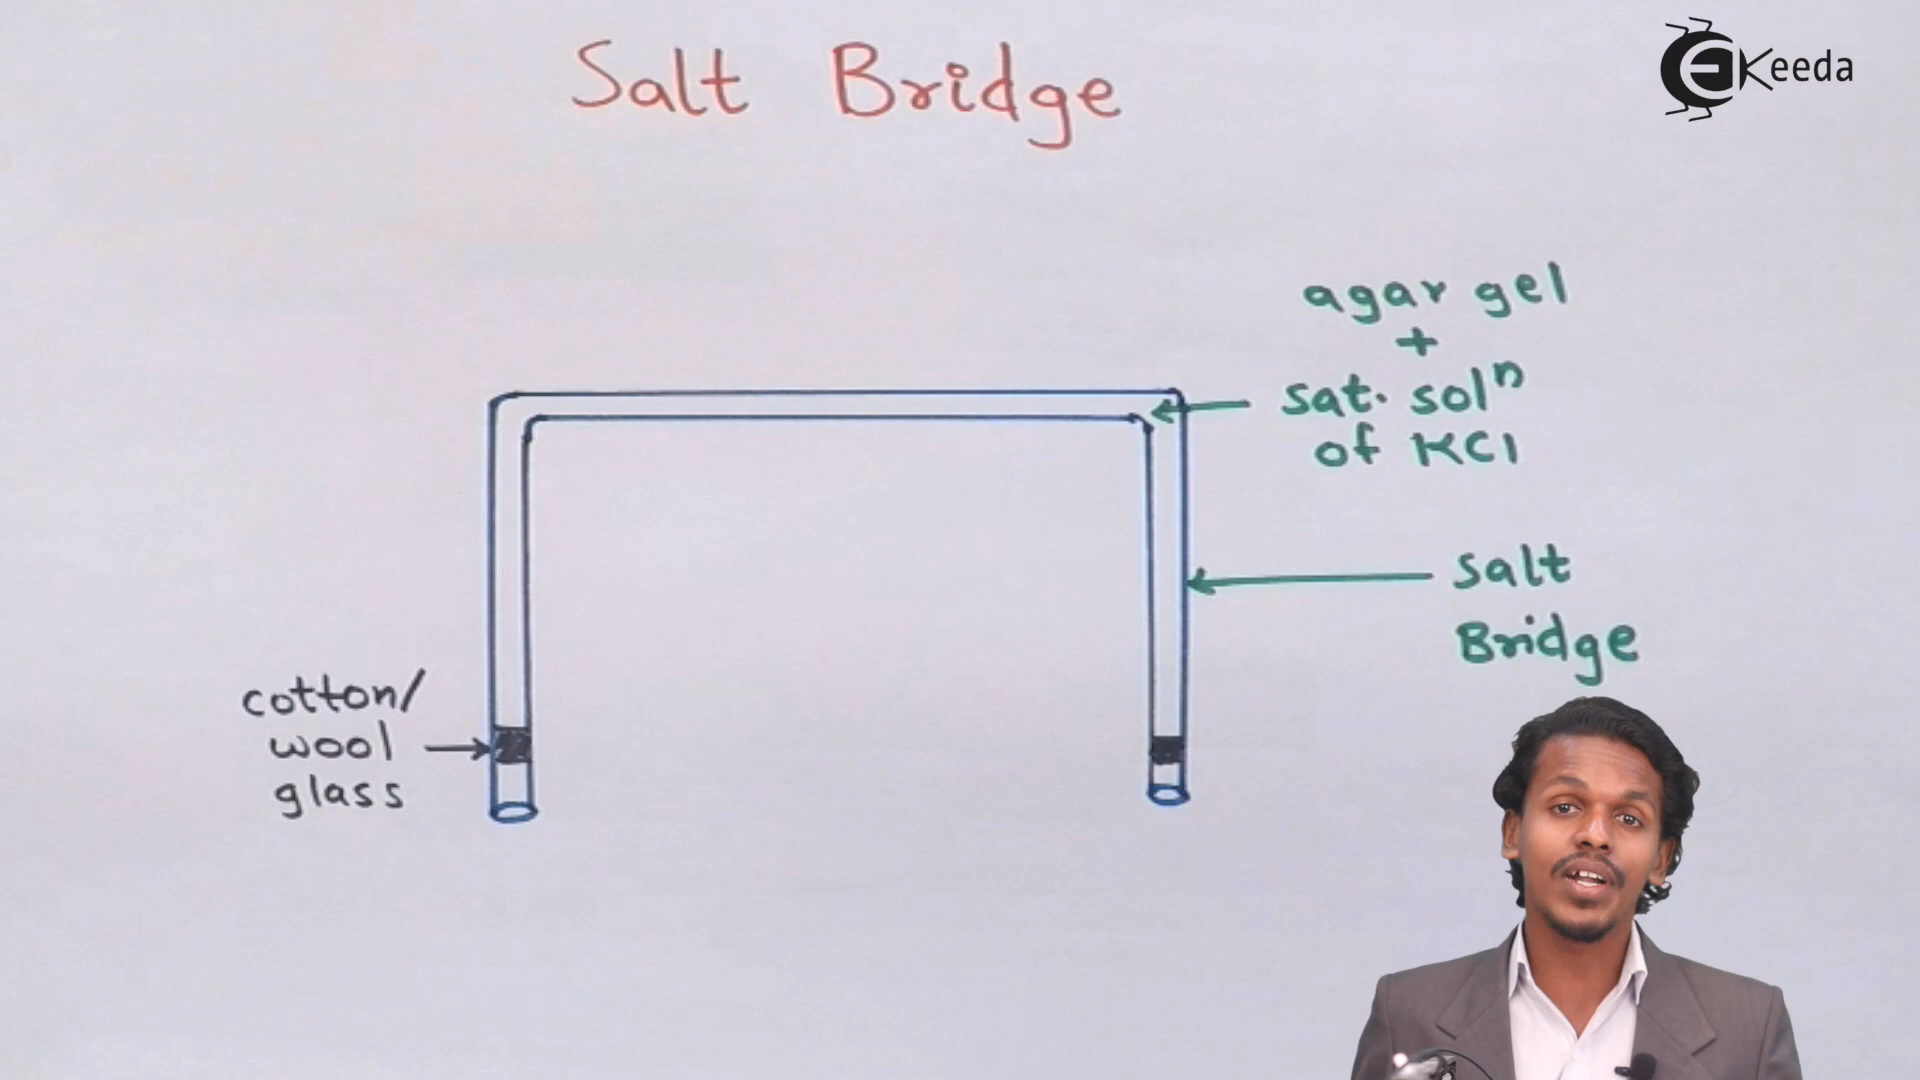 Salt Bridge
EKeeda
agar gel
+
sat. solⁿ
of KCl
salt
Bridge
cotton/
wool
glass